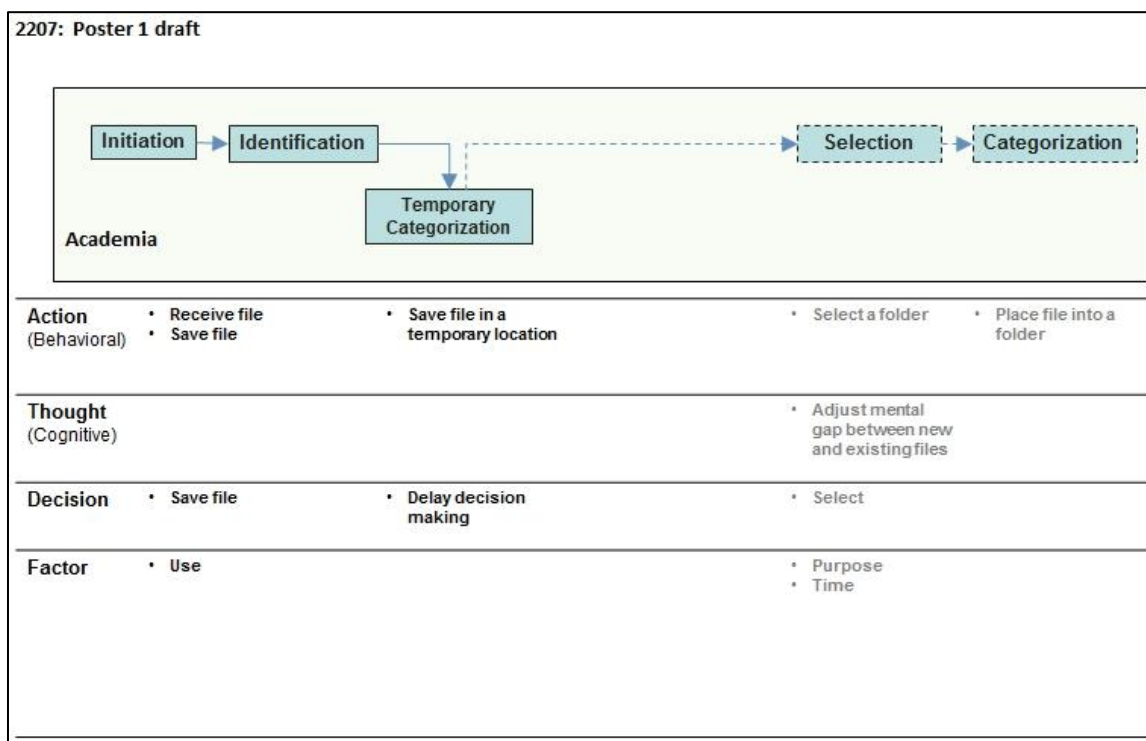 2207: Poster 1 draft
Initiation
Identification
Selection
Categorization
Temporary
Categorization
Academia
Action
(Behavioral)
• Receive file
• Save file
• Save file in a
temporary location
• Select a folder
• Place file into a
folder
Thought
(Cognitive)
• Adjust mental
gap between new
and existing files
Decision
• Save file
• Delay decision
making
• Select
Factor
• Use
• Purpose
• Time